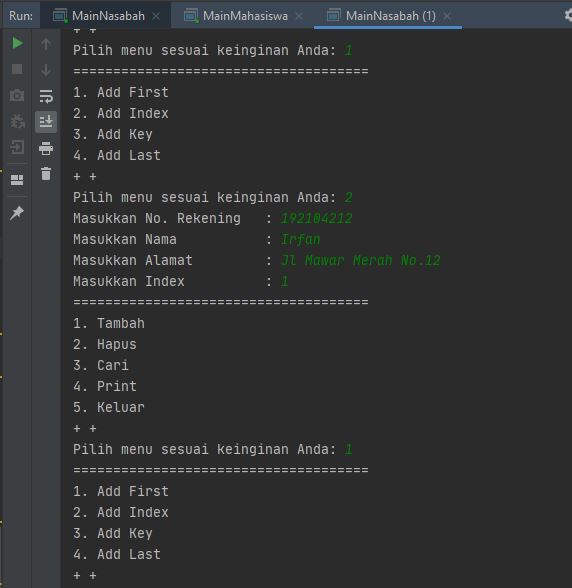 Run: MainNasabah × MainMahasiswa × MainNasabah (1) ×
+ +
Pilih menu sesuai keinginan Anda: 1
=====================================
1. Add First
2. Add Index
3. Add Key
4. Add Last
+ +
Pilih menu sesuai keinginan Anda: 2
Masukkan No. Rekening   : 192104212
Masukkan Nama           : Irfan
Masukkan Alamat         : Jl Mawar Merah No.12
Masukkan Index          : 1
=====================================
1. Tambah
2. Hapus
3. Cari
4. Print
5. Keluar
+ +
Pilih menu sesuai keinginan Anda: 1
=====================================
1. Add First
2. Add Index
3. Add Key
4. Add Last
+ +